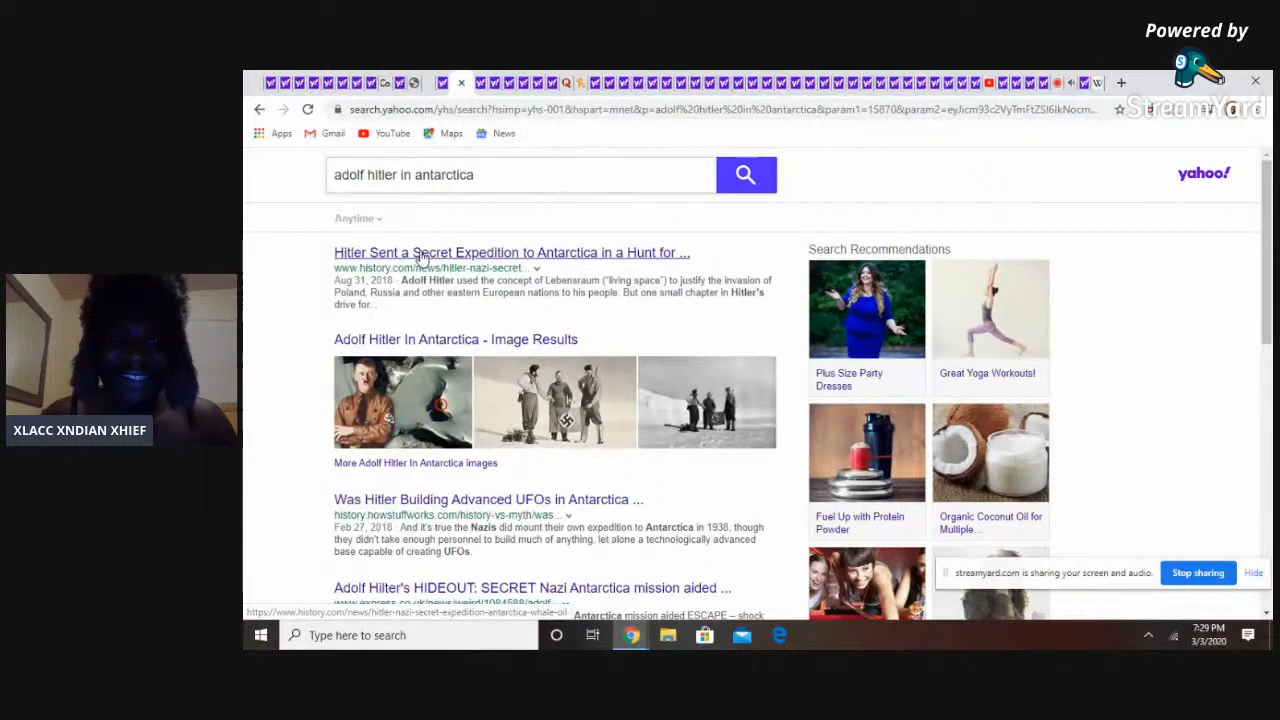 Powered by
StreamYard
search.yahoo.com/yhs/search?hsimp=yhs-001&hspart=mnet&p=adolf%20hitler%20in%20antarctica&param1=15870&param2=
Apps
Gmail
YouTube
Maps
News
adolf hitler in antarctica
yahoo!
Anytime
Hitler Sent a Secret Expedition to Antarctica in a Hunt for ...
www.history.com/news/hitler-nazi-secret...
Aug 31, 2018 · Adolf Hitler used the concept of Lebensraum ("living space") to justify the invasion of
Poland, Russia and other eastern European nations to his people. But one small chapter in Hitler's
drive for...
Adolf Hitler In Antarctica - Image Results
More Adolf Hitler In Antarctica images
Was Hitler Building Advanced UFOs in Antarctica ...
history.howstuffworks.com/history-vs-myth/was...
Feb 27, 2018 · And it's true the Nazis did mount their own expedition to Antarctica in 1938, though
they didn't take enough personnel to build much of anything, let alone a technologically advanced
base capable of creating UFOs.
Adolf Hilter's HIDEOUT: SECRET Nazi Antarctica mission aided ...
www.express.co.uk/news/weird/1084588/adolf...
Antarctica mission aided ESCAPE – shock
https://www.history.com/news/hitler-nazi-secret-expedition-antarctica-whale-oil
Search Recommendations
Plus Size Party
Dresses
Great Yoga Workouts!
Fuel Up with Protein
Powder
Organic Coconut Oil for
Multiple...
streamyard.com is sharing your screen and audio.
Stop sharing
Hide
XLACC XNDIAN XHIEF
Type here to search
7:29 PM
3/3/2020